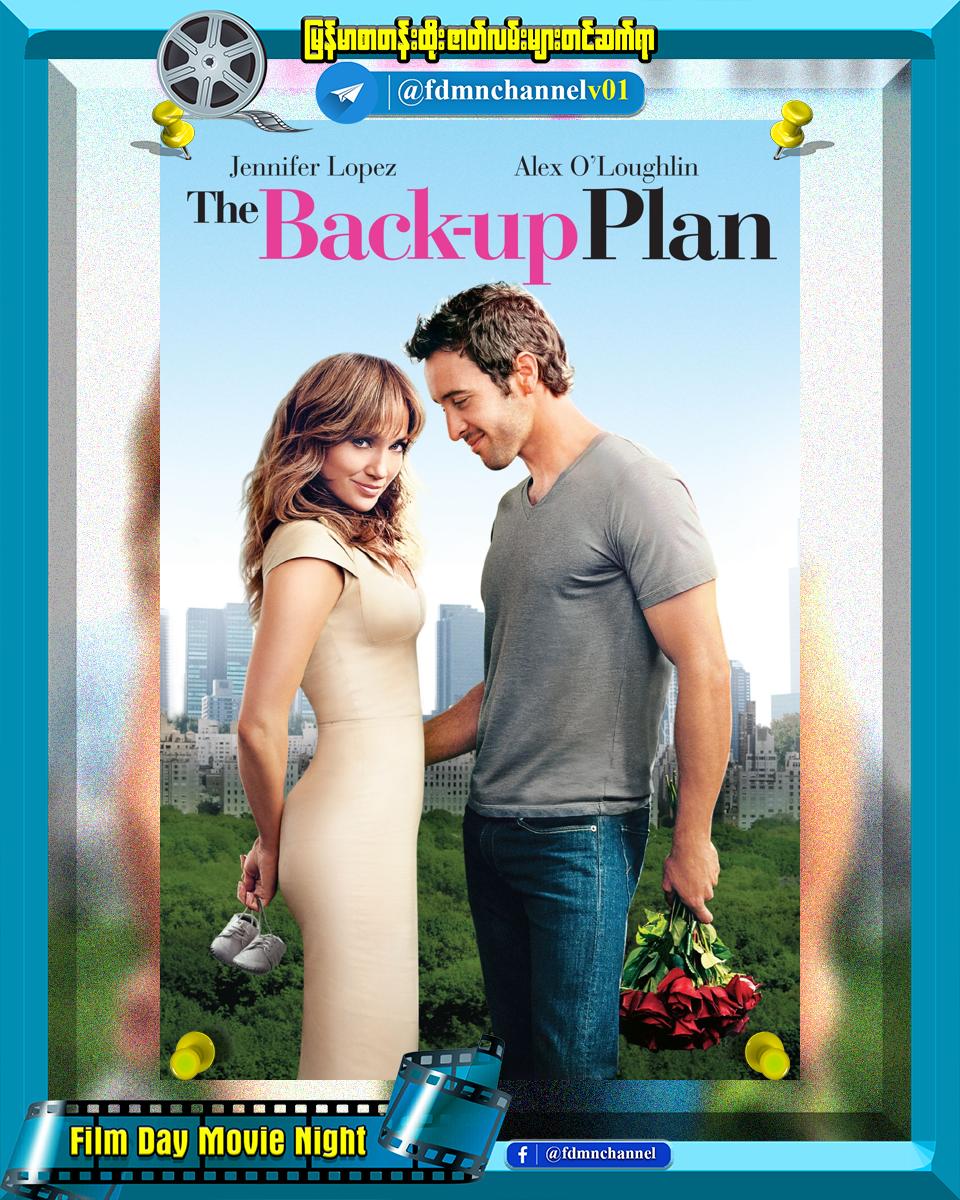 မြန်မာစာတန်းထိုးဇာတ်လမ်းများတင်ဆက်ရာ
@fdmnchannelv01
Jennifer Lopez Alex O'Loughlin
The Back-up Plan
Film Day Movie Night
@fdmnchannel